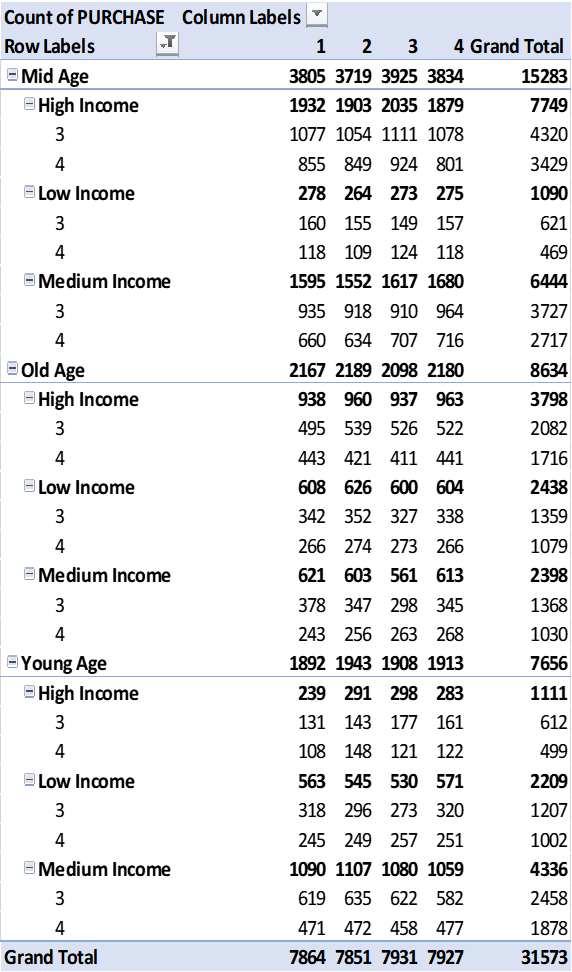 Count of PURCHASE Column Labels
Row Labels 1 2 3 4 Grand Total
Mid Age 3805 3719 3925 3834 15283
High Income 1932 1903 2035 1879 7749
3 1077 1054 1111 1078 4320
4 855 849 924 801 3429
Low Income 278 264 273 275 1090
3 160 155 149 157 621
4 118 109 124 118 469
Medium Income 1595 1552 1617 1680 6444
3 935 918 910 964 3727
4 660 634 707 716 2717
Old Age 2167 2189 2098 2180 8634
High Income 938 960 937 963 3798
3 495 539 526 522 2082
4 443 421 411 441 1716
Low Income 608 626 600 604 2438
3 342 352 327 338 1359
4 266 274 273 266 1079
Medium Income 621 603 561 613 2398
3 378 347 298 345 1368
4 243 256 263 268 1030
Young Age 1892 1943 1908 1913 7656
High Income 239 291 298 283 1111
3 131 143 177 161 612
4 108 148 121 122 499
Low Income 563 545 530 571 2209
3 318 296 273 320 1207
4 245 249 257 251 1002
Medium Income 1090 1107 1080 1059 4336
3 619 635 622 582 2458
4 471 472 458 477 1878
Grand Total 7864 7851 7931 7927 31573